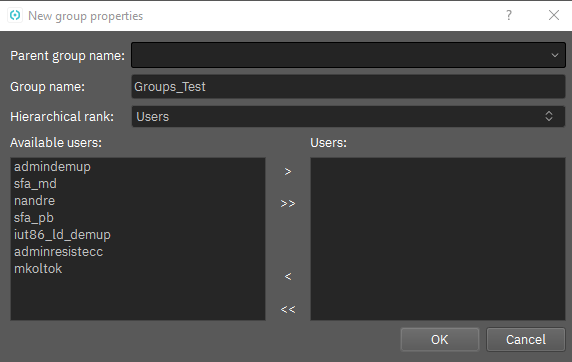 New group properties
?
Parent group name:
Group name: Groups_Test
Hierarchical rank: Users
Available users: Users:
admindemup
sfa_md
nandre
sfa_pb
iut86_ld_demup
adminresistecc
mkoltok
>
>>
<
<<
OK Cancel